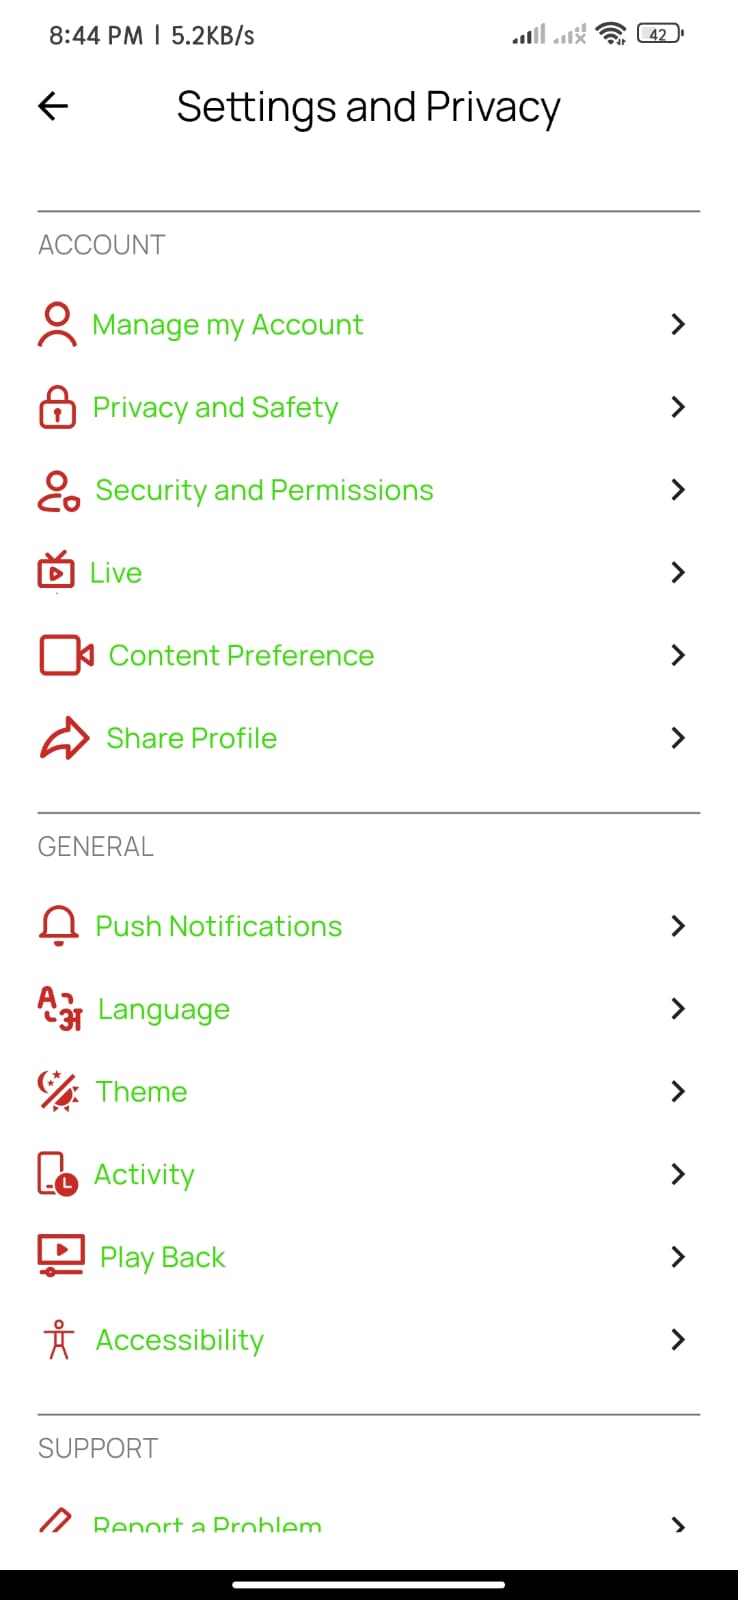 8:44 PM | 5.2KB/s 42
Settings and Privacy
ACCOUNT
Manage my Account
Privacy and Safety
Security and Permissions
Live
Content Preference
Share Profile
GENERAL
Push Notifications
Language
Theme
Activity
Play Back
Accessibility
SUPPORT
Report a Problem